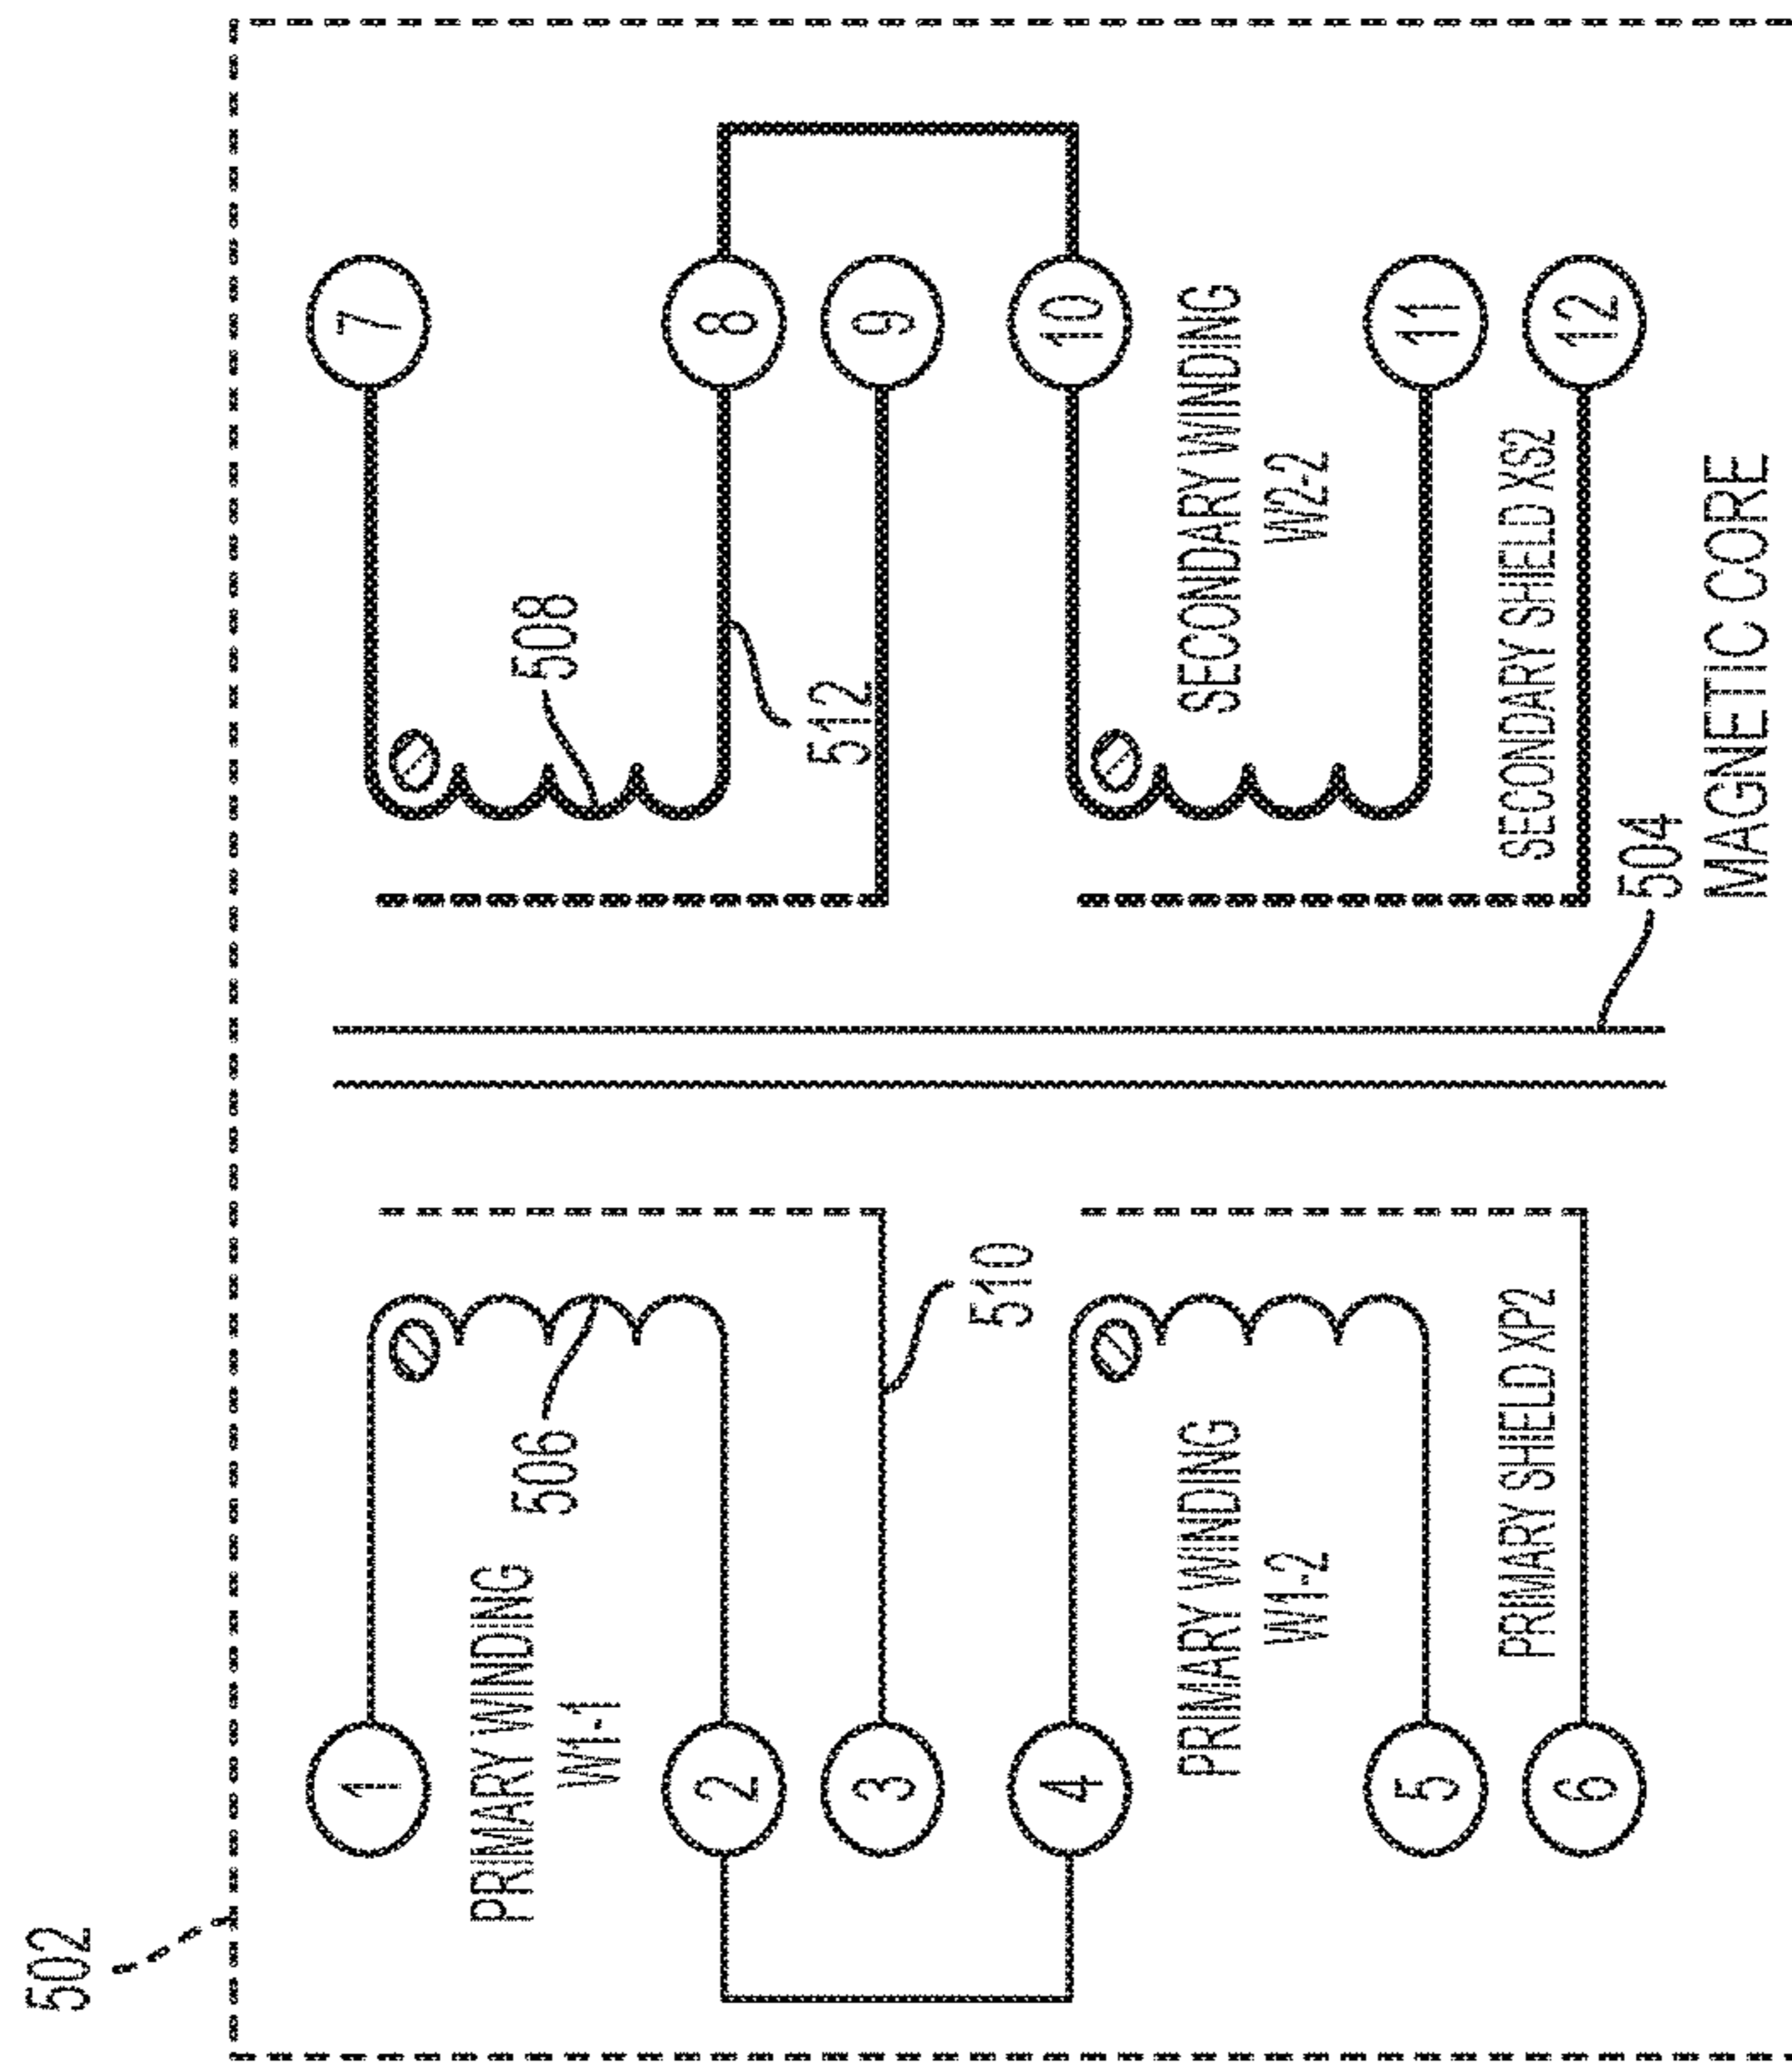 502
1
PRIMARY WINDING
W1-1
506
2
3
510
4
PRIMARY WINDING
W1-2
5
PRIMARY SHIELD XP2
6
7
508
8
512
9
10
SECONDARY WINDING
W2-2
11
SECONDARY SHIELD XS2
12
504
MAGNETIC CORE